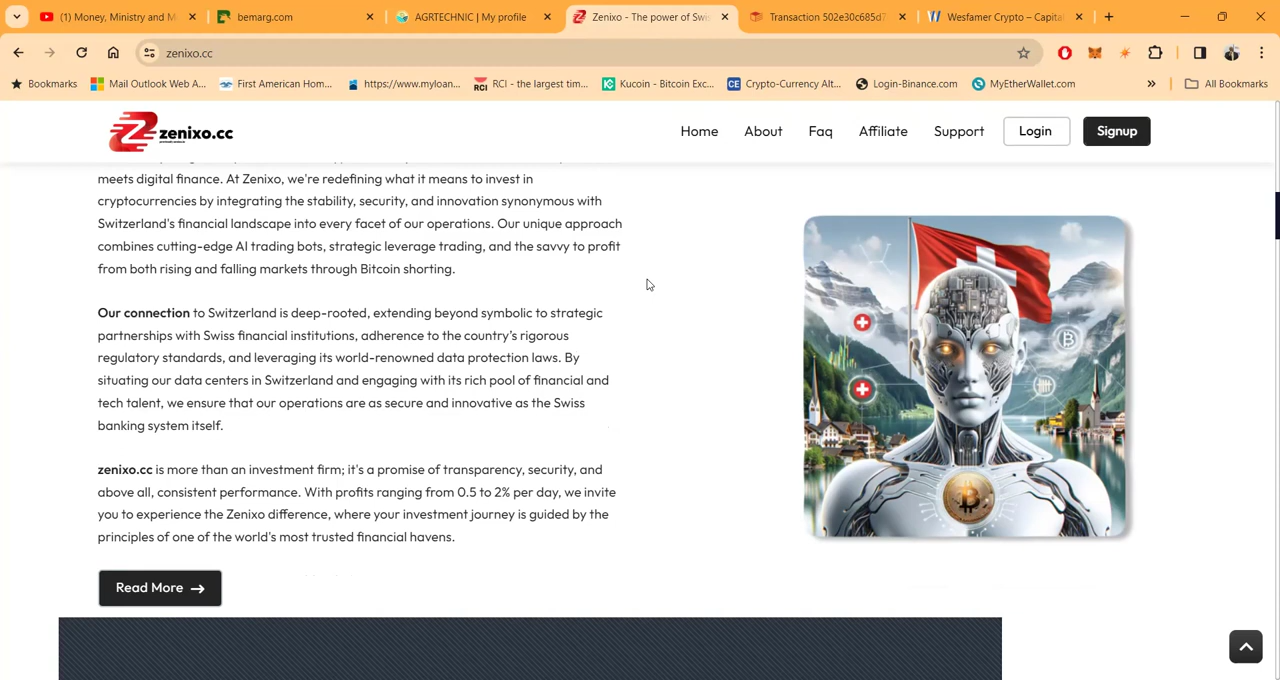 (1) Money, Ministry and M
bemarg.com
AGRTECHNIC | My profile
Zenixo - The power of Swis
Transaction 502e30c685d7
Wesfamer Crypto – Capita
zenixo.cc
Bookmarks
Mail Outlook Web A...
First American Hom...
https://www.myloan...
RCI - the largest tim...
Kucoin - Bitcoin Exc...
Crypto-Currency Alt...
Login-Binance.com
MyEtherWallet.com
All Bookmarks
zenixo.cc
Home
About
Faq
Affiliate
Support
Login
Signup
meets digital finance. At Zenixo, we're redefining what it means to invest in
cryptocurrencies by integrating the stability, security, and innovation synonymous with
Switzerland's financial landscape into every facet of our operations. Our unique approach
combines cutting-edge AI trading bots, strategic leverage trading, and the savvy to profit
from both rising and falling markets through Bitcoin shorting.
Our connection to Switzerland is deep-rooted, extending beyond symbolic to strategic
partnerships with Swiss financial institutions, adherence to the country's rigorous
regulatory standards, and leveraging its world-renowned data protection laws. By
situating our data centers in Switzerland and engaging with its rich pool of financial and
tech talent, we ensure that our operations are as secure and innovative as the Swiss
banking system itself.
zenixo.cc is more than an investment firm; it's a promise of transparency, security, and
above all, consistent performance. With profits ranging from 0.5 to 2% per day, we invite
you to experience the Zenixo difference, where your investment journey is guided by the
principles of one of the world's most trusted financial havens.
Read More